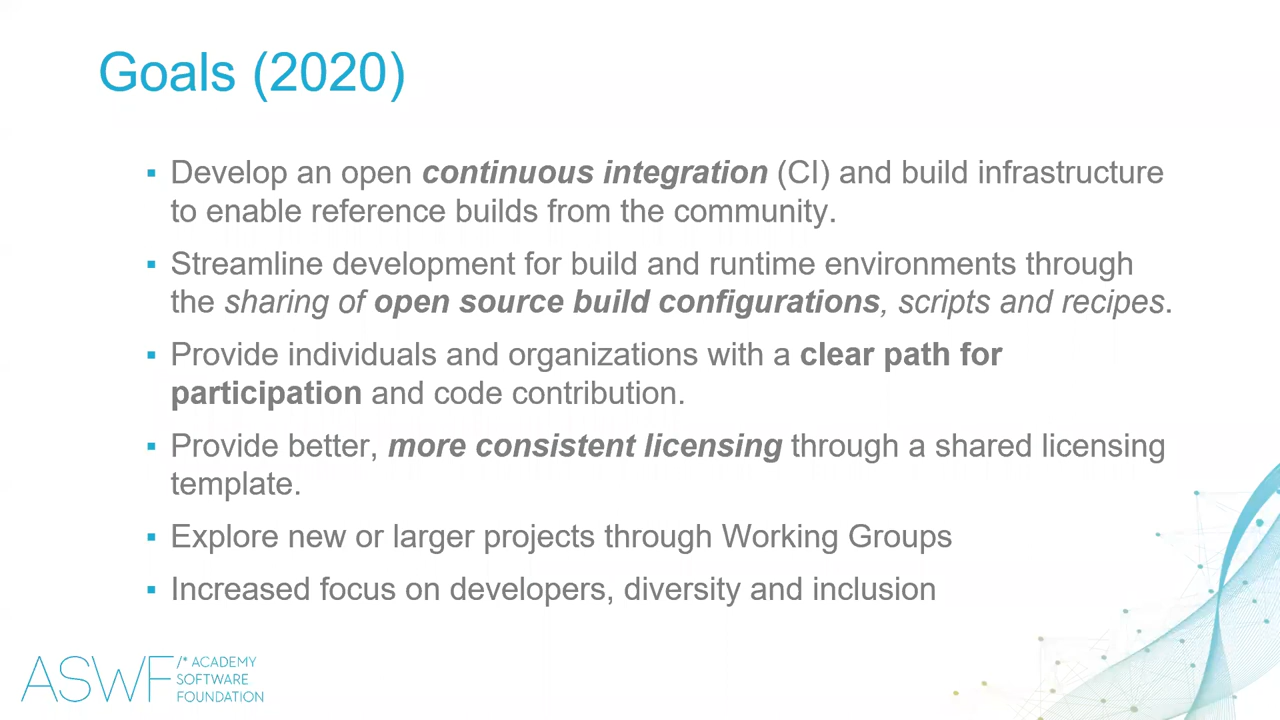 Goals (2020)
▪ Develop an open continuous integration (CI) and build infrastructure
to enable reference builds from the community.
▪ Streamline development for build and runtime environments through
the sharing of open source build configurations, scripts and recipes.
▪ Provide individuals and organizations with a clear path for
participation and code contribution.
▪ Provide better, more consistent licensing through a shared licensing
template.
▪ Explore new or larger projects through Working Groups
▪ Increased focus on developers, diversity and inclusion
ASWF /* ACADEMY
SOFTWARE
FOUNDATION